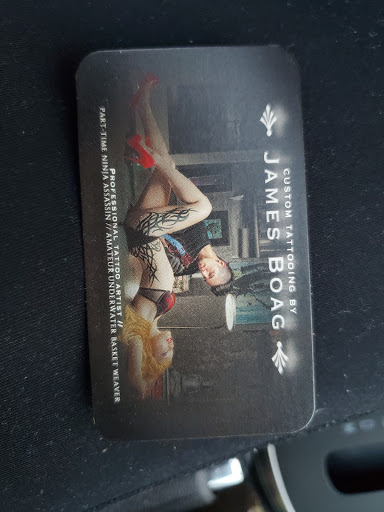 CUSTOM TATTOOING BY
JAMES BOAG
PROFESSIONAL TATTOO ARTIST //
PART-TIME NINJA ASSASSIN // AMATEUR UNDERWATER BASKET WEAVER